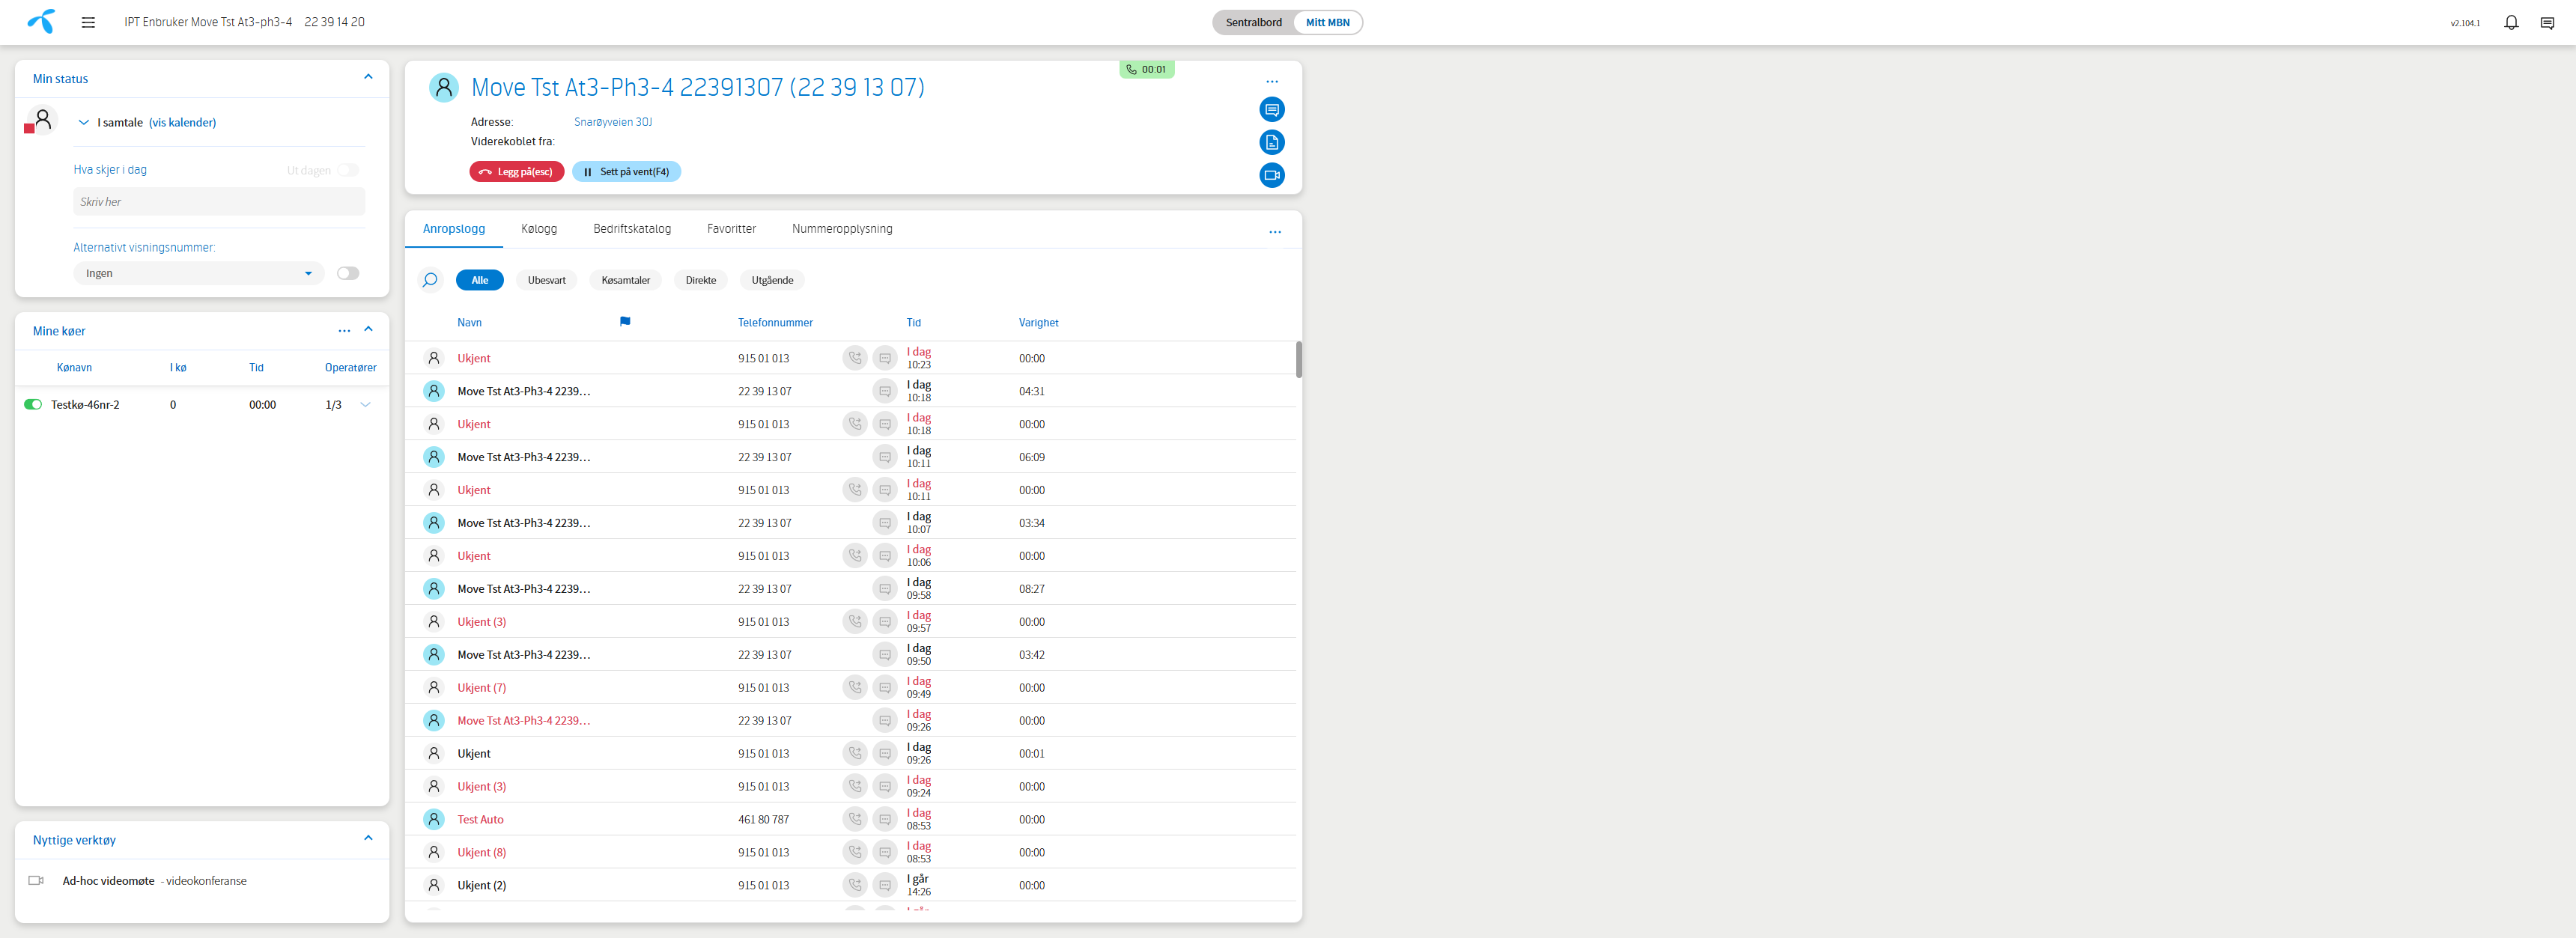 IPT Enbruker Move Tst At3-ph3-4 22 39 14 20
Sentralbord Mitt MBN
v2.104.1
Min status
I samtale (vis kalender)
Hva skjer i dag Ut dagen
Skriv her
Alternativt visningsnummer:
Ingen
Mine køer
Kønavn I kø Tid Operatører
Testkø-46nr-2 0 00:00 1/3
Nyttige verktøy
Ad-hoc videomøte - videokonferanse
00:01
Move Tst At3-Ph3-4 22391307 (22 39 13 07)
Adresse: Snarøyveien 30J
Viderekoblet fra:
Legg på(esc) Sett på vent(F4)
Anropslogg Kølogg Bedriftskatalog Favoritter Nummeropplysning
Alle Ubesvart Køsamtaler Direkte Utgående
Navn Telefonnummer Tid Varighet
Ukjent 915 01 013 I dag 10:23 00:00
Move Tst At3-Ph3-4 2239... 22 39 13 07 I dag 10:18 04:31
Ukjent 915 01 013 I dag 10:18 00:00
Move Tst At3-Ph3-4 2239... 22 39 13 07 I dag 10:11 06:09
Ukjent 915 01 013 I dag 10:11 00:00
Move Tst At3-Ph3-4 2239... 22 39 13 07 I dag 10:07 03:34
Ukjent 915 01 013 I dag 10:06 00:00
Move Tst At3-Ph3-4 2239... 22 39 13 07 I dag 09:58 08:27
Ukjent (3) 915 01 013 I dag 09:57 00:00
Move Tst At3-Ph3-4 2239... 22 39 13 07 I dag 09:50 03:42
Ukjent (7) 915 01 013 I dag 09:49 00:00
Move Tst At3-Ph3-4 2239... 22 39 13 07 I dag 09:26 00:00
Ukjent 915 01 013 I dag 09:26 00:01
Ukjent (3) 915 01 013 I dag 09:24 00:00
Test Auto 461 80 787 I dag 08:53 00:00
Ukjent (8) 915 01 013 I dag 08:53 00:00
Ukjent (2) 915 01 013 I går 14:26 00:00